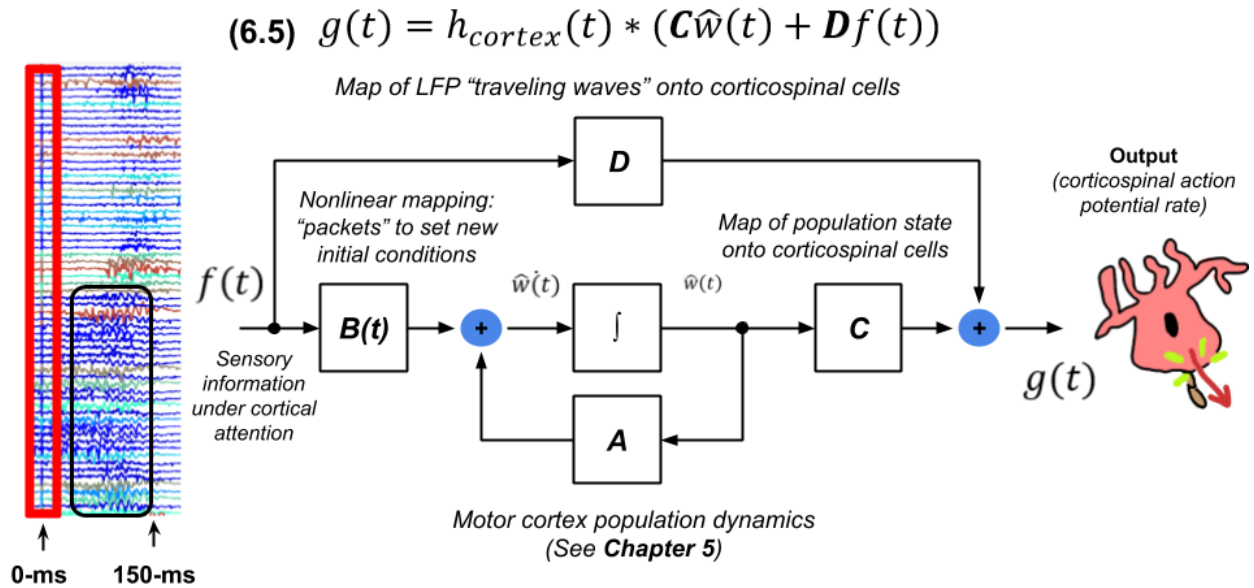 (6.5) g(t) = h_cortex(t) * (Cŵ(t) + Df(t))
Map of LFP “traveling waves” onto corticospinal cells
D
Output
(corticospinal action
potential rate)
Nonlinear mapping:
“packets” to set new
initial conditions
Map of population state
onto corticospinal cells
f(t)
B(t)
+
ŵ̇(t)
∫
ŵ(t)
C
+
g(t)
Sensory
information
under cortical
attention
A
Motor cortex population dynamics
(See Chapter 5)
0-ms
150-ms